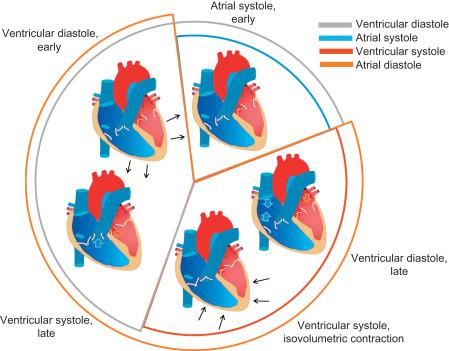 Atrial systole,
early
Ventricular diastole,
early
Ventricular diastole
Atrial systole
Ventricular systole
Atrial diastole
Ventricular diastole,
late
Ventricular systole,
late
Ventricular systole,
isovolumetric contraction